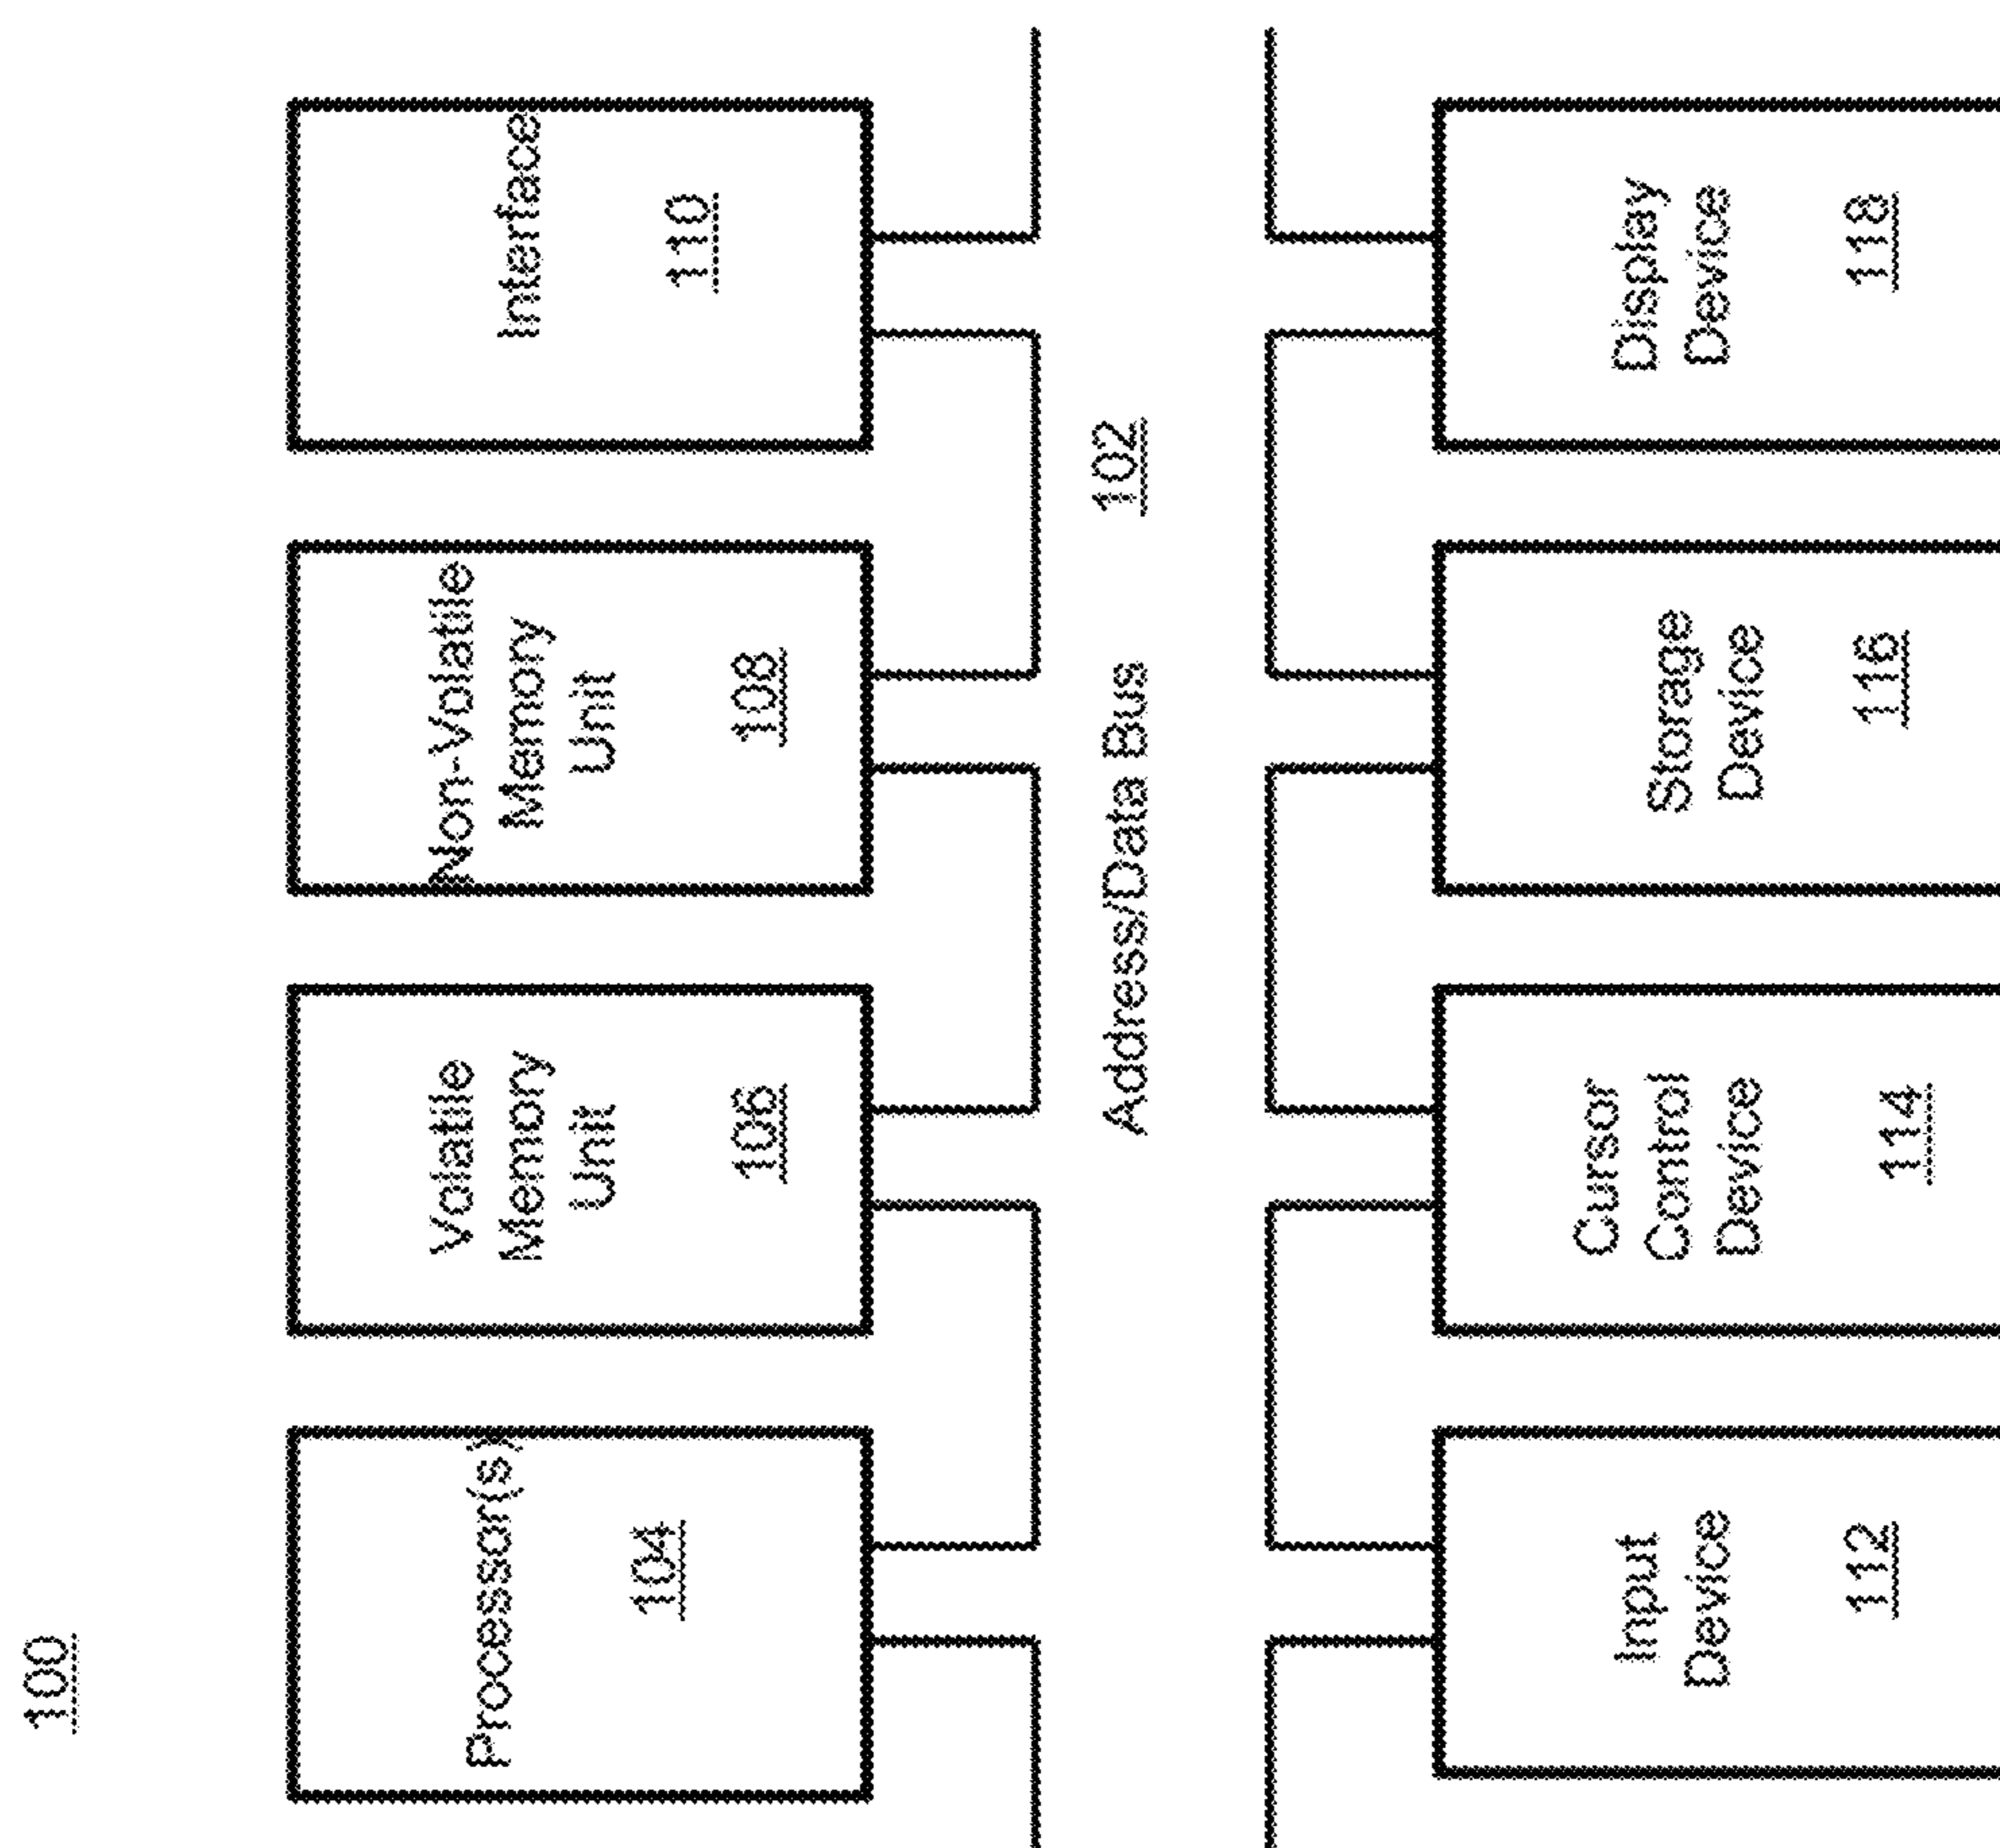 100
Processor(s)
104
Volatile
Memory
Unit
106
Non-Volatile
Memory
Unit
108
Interface
110
Address/Data Bus 102
Input
Device
112
Cursor
Control
Device
114
Storage
Device
116
Display
Device
118